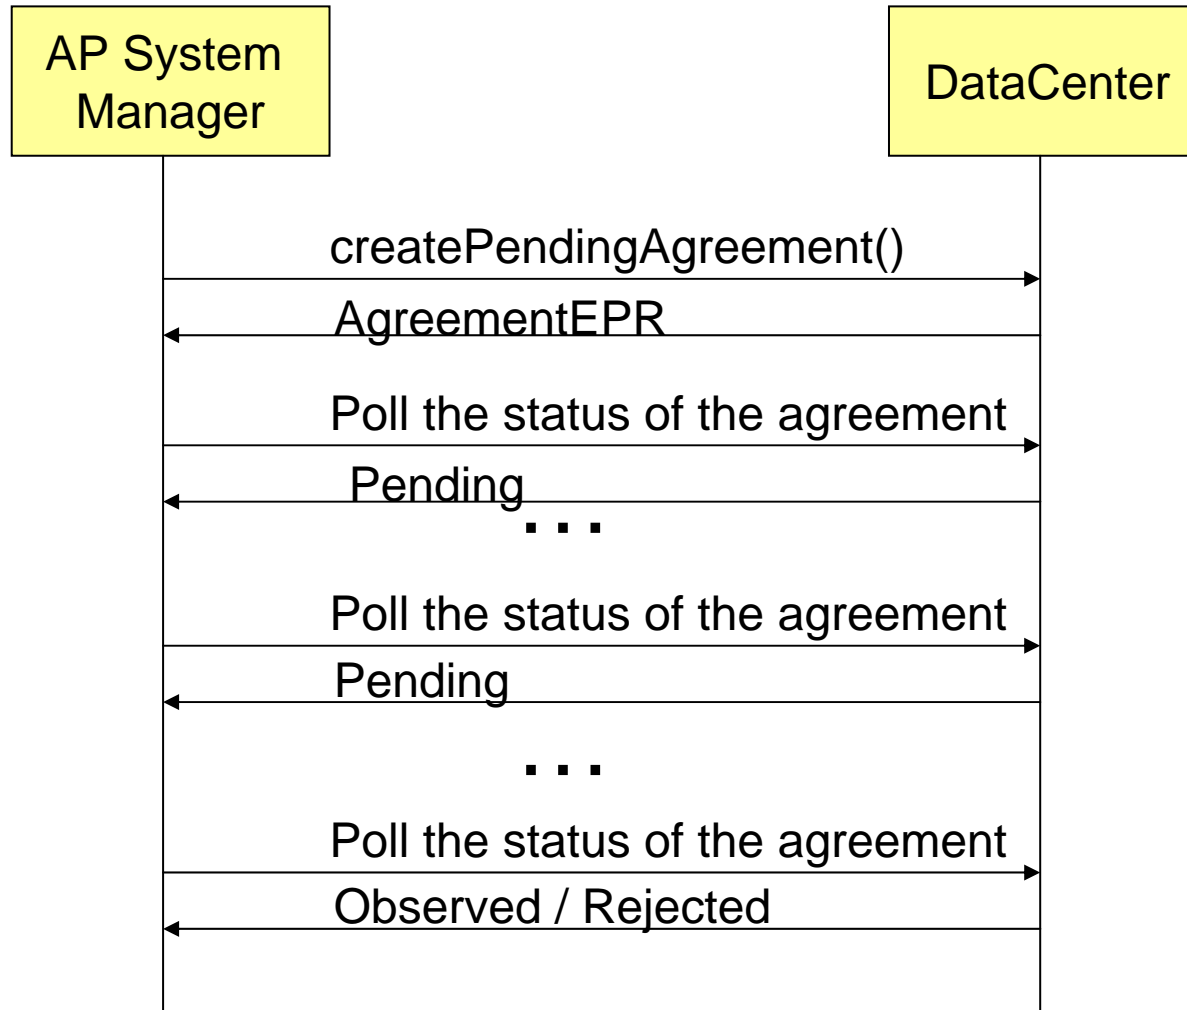 AP System
Manager
DataCenter
createPendingAgreement()
AgreementEPR
Poll the status of the agreement
Pending
...
Poll the status of the agreement
Pending
...
Poll the status of the agreement
Observed / Rejected